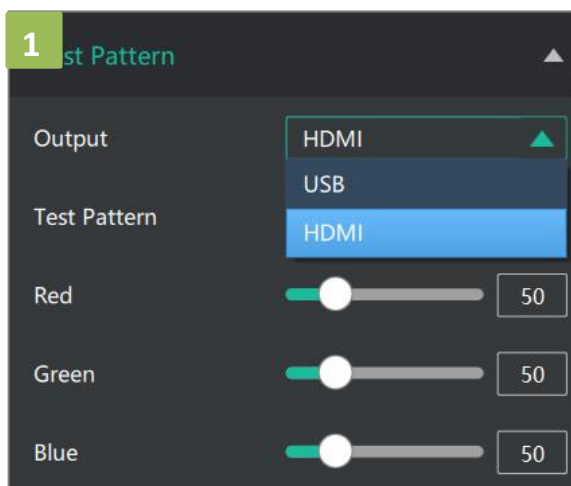 1
st Pattern
Output HDMI
USB
Test Pattern
HDMI
Red 50
Green 50
Blue 50